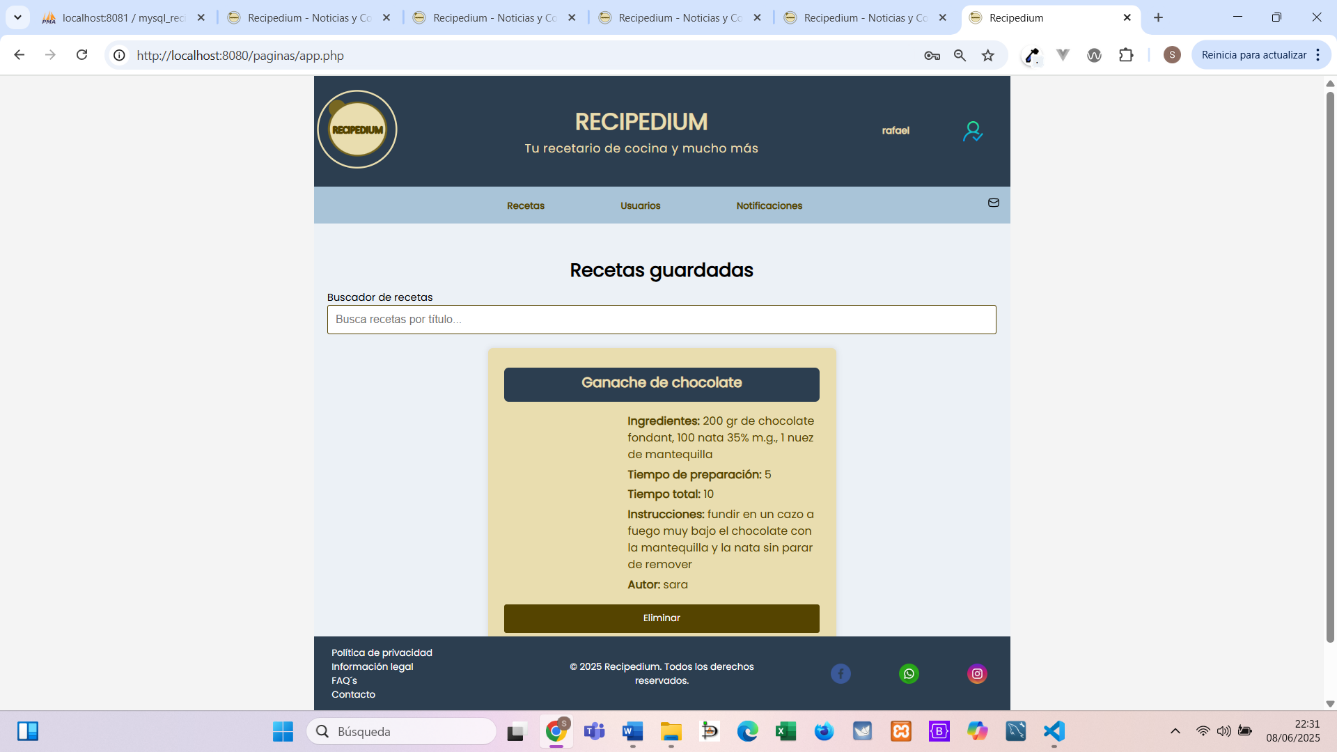 localhost:8081 / mysql_rec
Recipedium - Noticias y Co
Recipedium - Noticias y Co
Recipedium - Noticias y Co
Recipedium - Noticias y Co
Recipedium
http://localhost:8080/paginas/app.php
S
Reinicia para actualizar
RECIPEDIUM
RECIPEDIUM
Tu recetario de cocina y mucho más
rafael
Recetas
Usuarios
Notificaciones
Recetas guardadas
Buscador de recetas
Busca recetas por título...
Ganache de chocolate
Ingredientes: 200 gr de chocolate
fondant, 100 nata 35% m.g., 1 nuez
de mantequilla
Tiempo de preparación: 5
Tiempo total: 10
Instrucciones: fundir en un cazo a
fuego muy bajo el chocolate con
la mantequilla y la nata sin parar
de remover
Autor: sara
Eliminar
Política de privacidad
Información legal
FAQ´s
Contacto
© 2025 Recipedium. Todos los derechos
reservados.
Búsqueda
22:31
08/06/2025